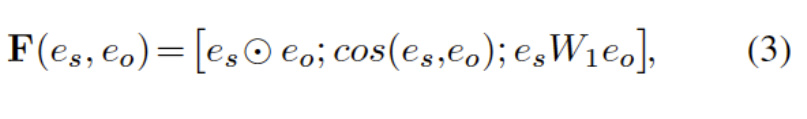 F(e_s, e_o) = [e_s ⊙ e_o; cos(e_s,e_o); e_s W_1 e_o], (3)